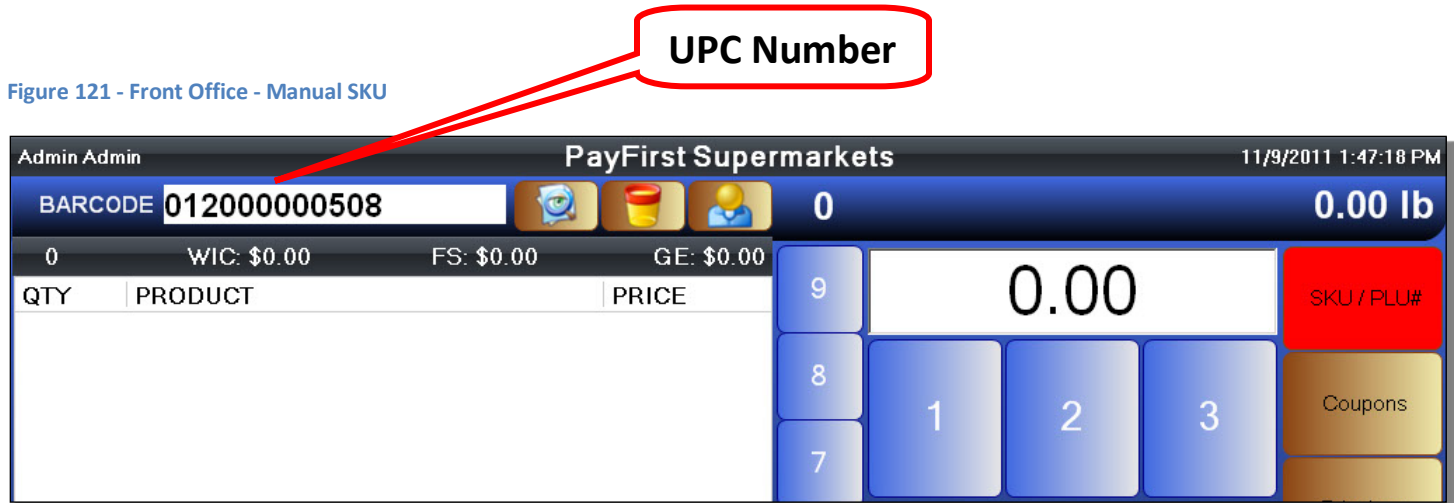 UPC Number
Figure 121 - Front Office - Manual SKU
Admin Admin PayFirst Supermarkets 11/9/2011 1:47:18 PM
BARCODE 012000000508 0 0.00 lb
0 WIC: $0.00 FS: $0.00 GE: $0.00
QTY PRODUCT PRICE
9 0.00 SKU / PLU#
8 1 2 3 Coupons
7